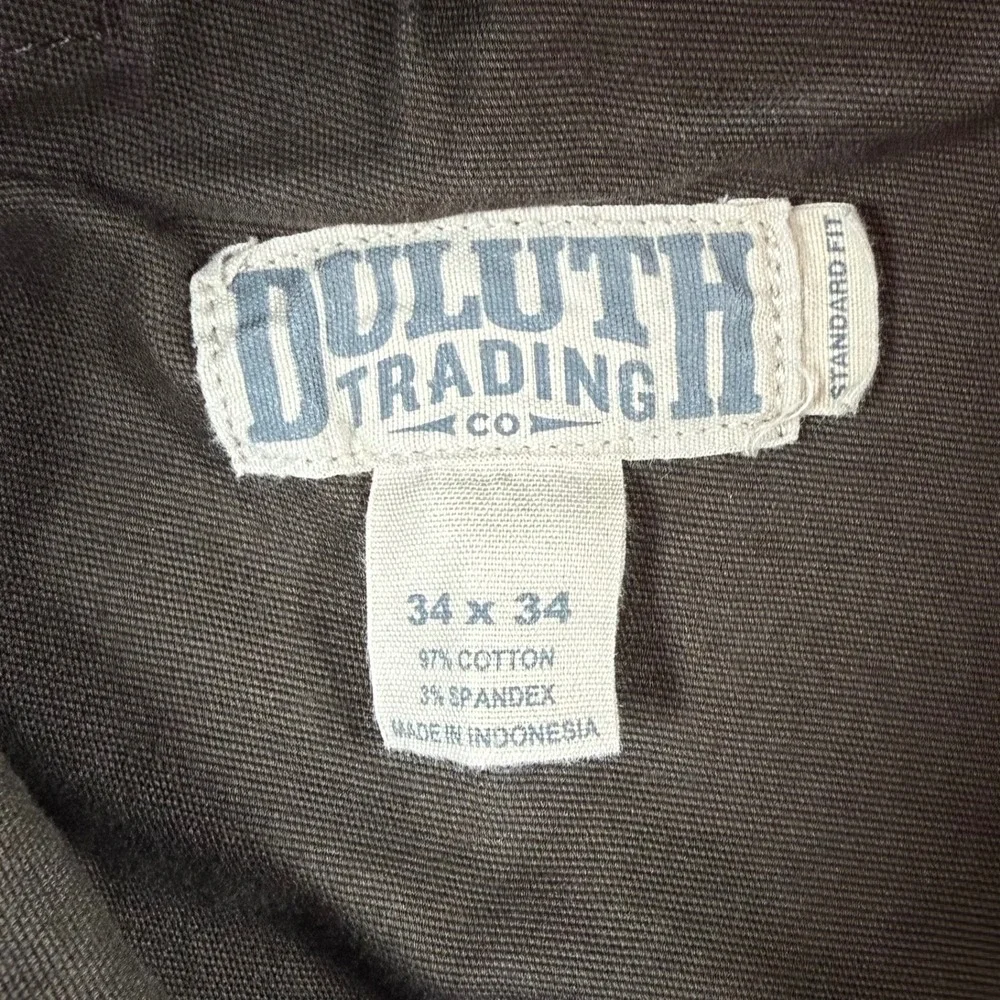 DULUTH
TRADING
CO
STANDARD FIT
34 x 34
97% COTTON
3% SPANDEX
MADE IN INDONESIA